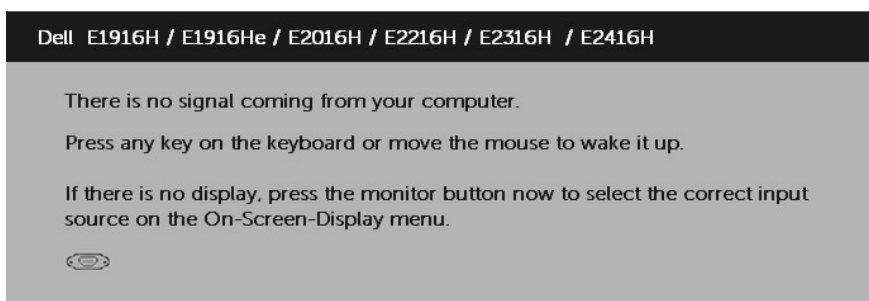 Dell E1916H / E1916He / E2016H / E2216H / E2316H / E2416H
There is no signal coming from your computer.
Press any key on the keyboard or move the mouse to wake it up.
If there is no display, press the monitor button now to select the correct input
source on the On-Screen-Display menu.